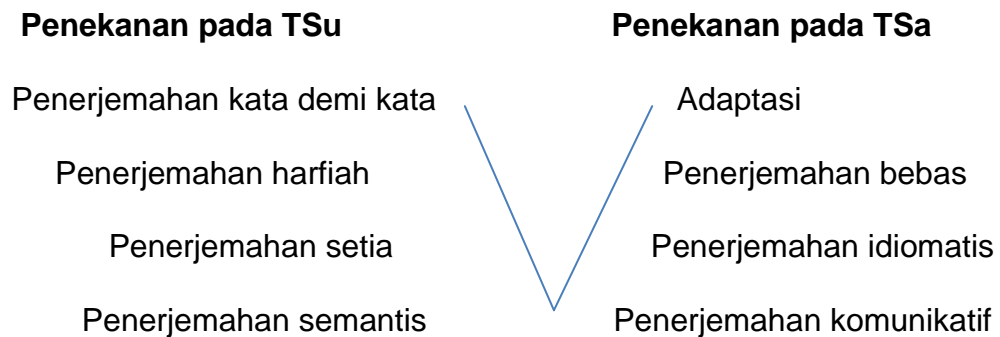 Penekanan pada TSu Penekanan pada TSa
Penerjemahan kata demi kata Adaptasi
Penerjemahan harfiah Penerjemahan bebas
Penerjemahan setia Penerjemahan idiomatis
Penerjemahan semantis Penerjemahan komunikatif